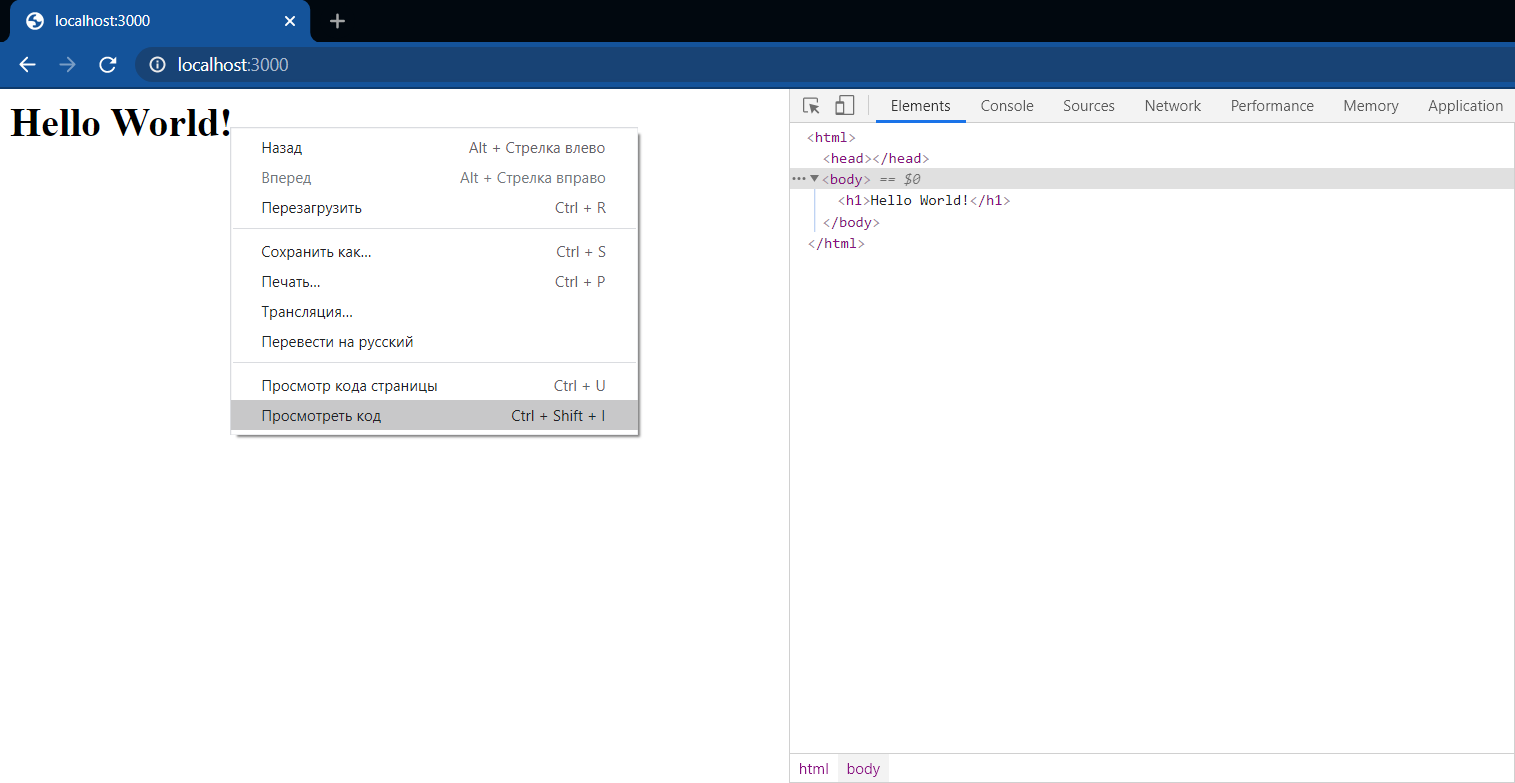 localhost:3000
localhost:3000
Hello World!
Назад Alt + Стрелка влево
Вперед Alt + Стрелка вправо
Перезагрузить Ctrl + R
Сохранить как... Ctrl + S
Печать... Ctrl + P
Трансляция...
Перевести на русский
Просмотр кода страницы Ctrl + U
Просмотреть код Ctrl + Shift + I
Elements Console Sources Network Performance Memory Application
<html>
<head></head>
<body> == $0
<h1>Hello World!</h1>
</body>
</html>
html body